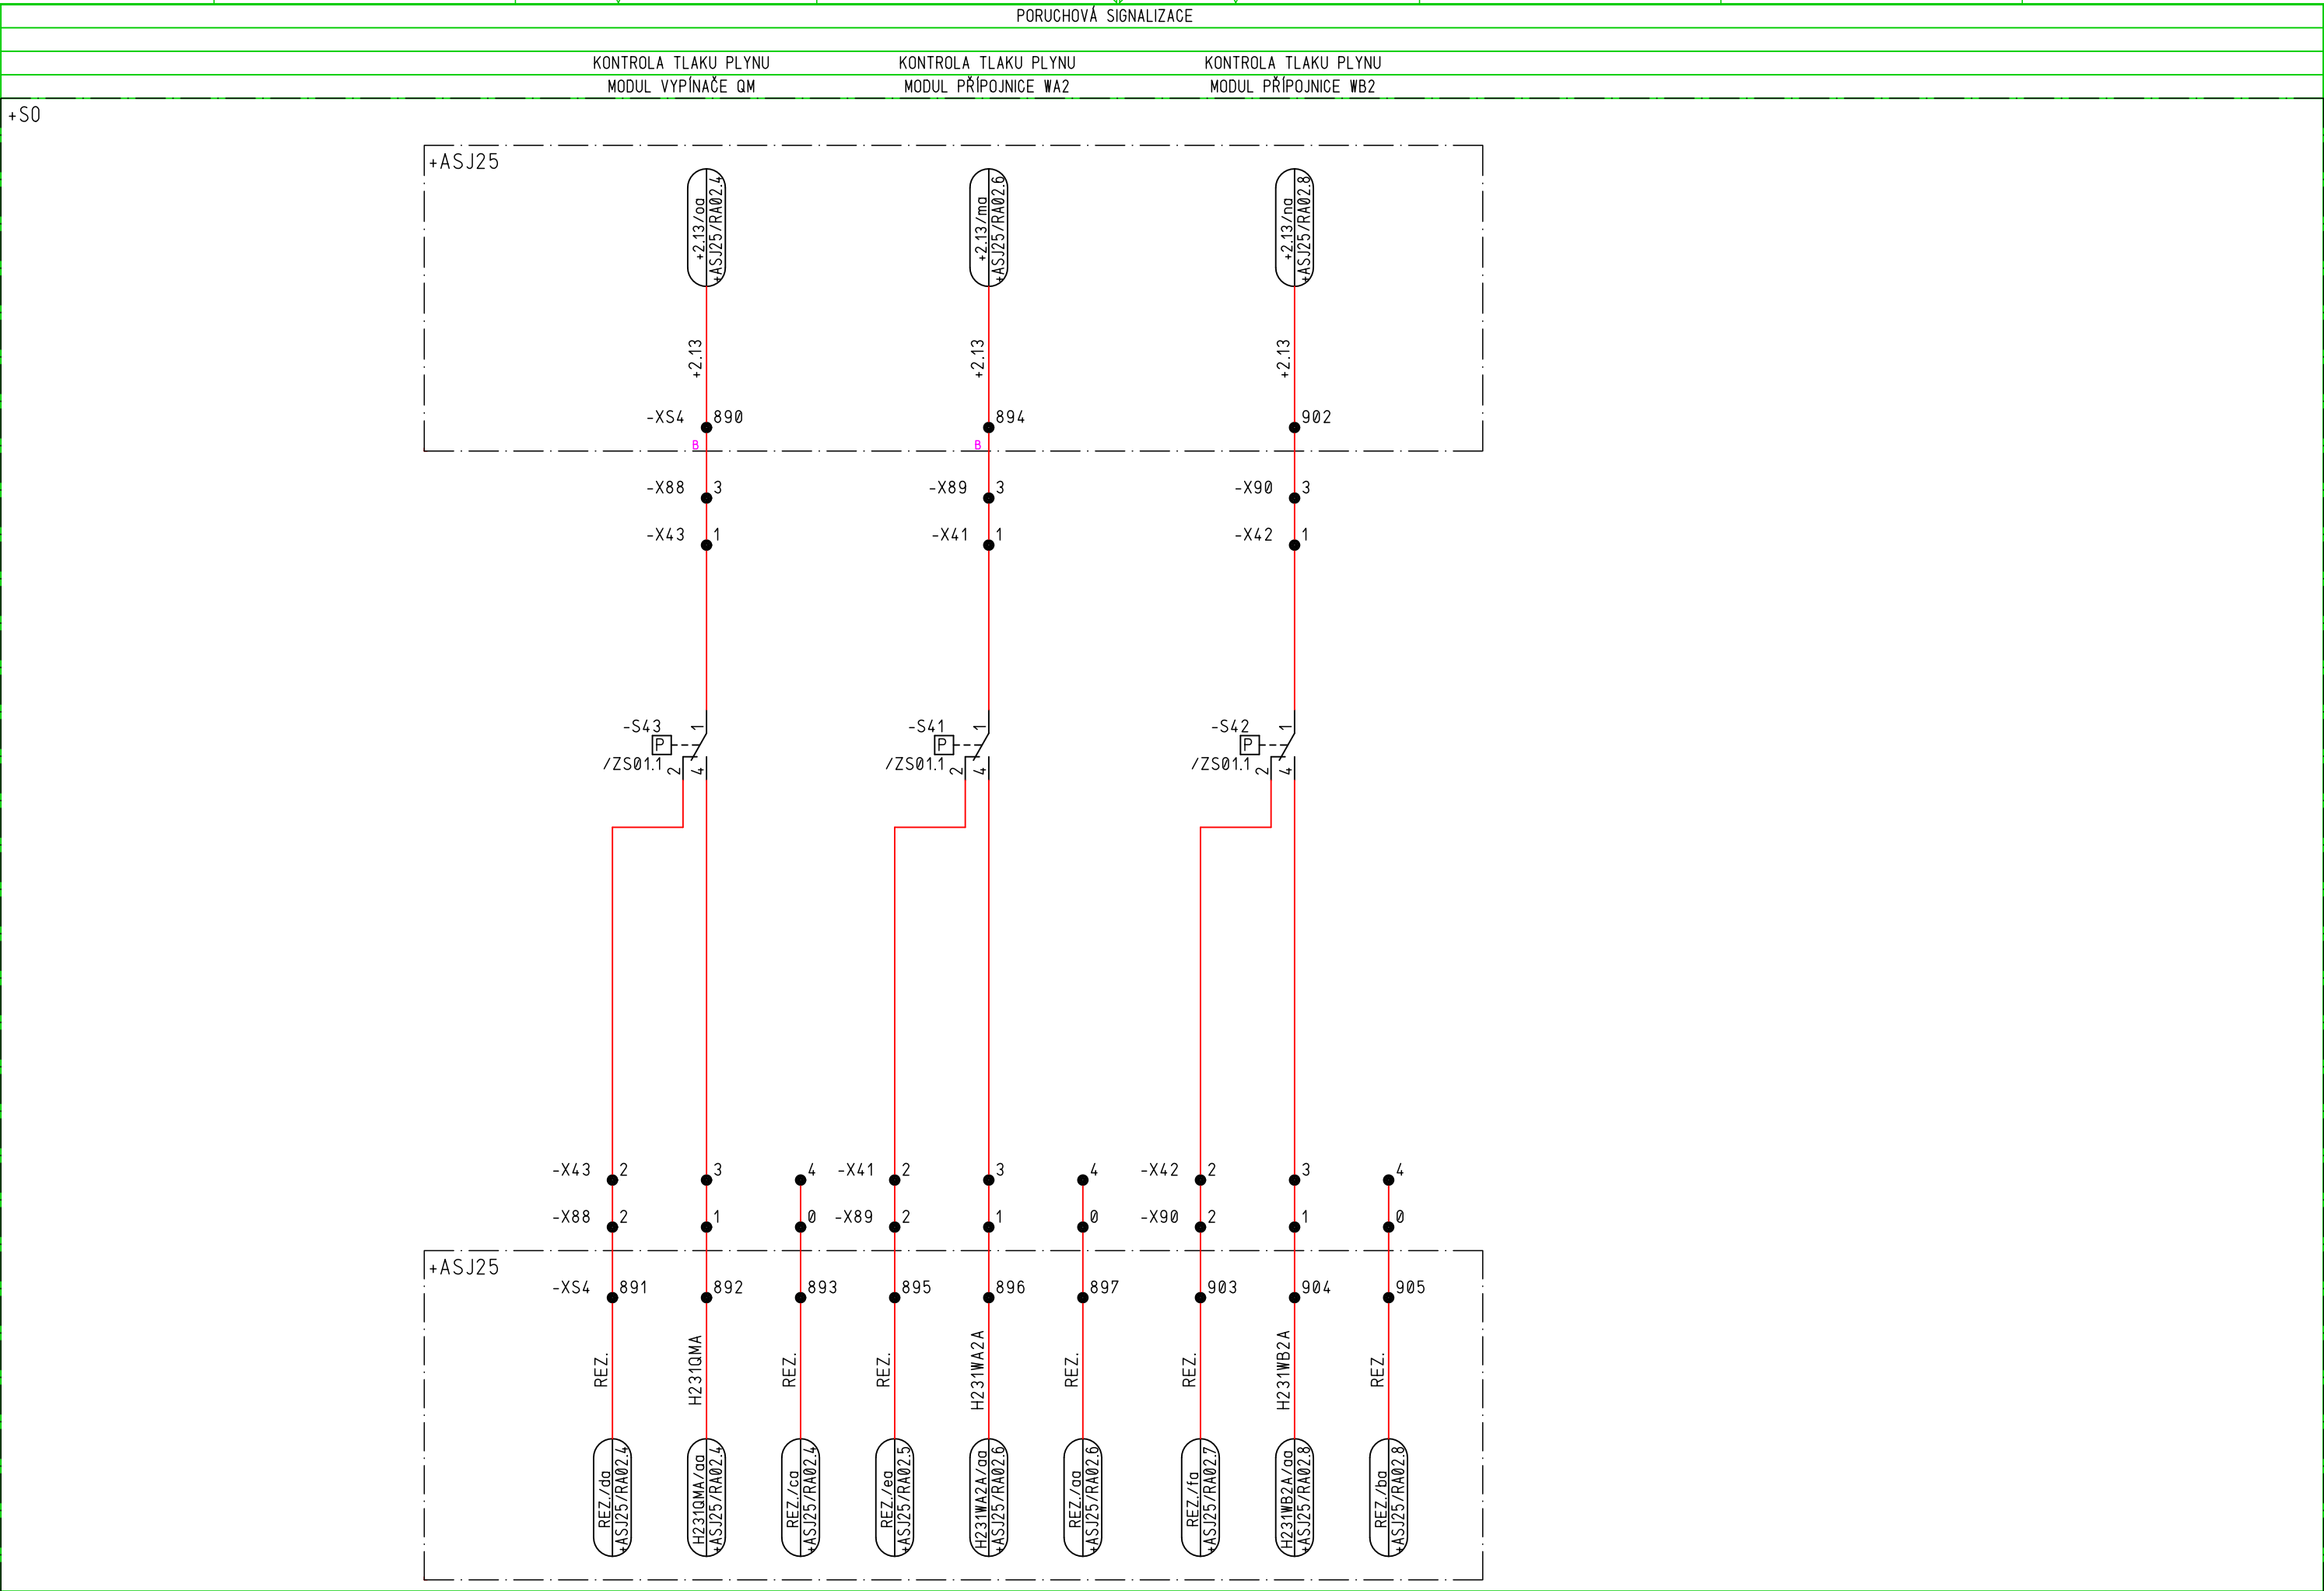 PORUCHOVÁ SIGNALIZACE
KONTROLA TLAKU PLYNU KONTROLA TLAKU PLYNU KONTROLA TLAKU PLYNU
MODUL VYPÍNAČE QM MODUL PŘÍPOJNICE WA2 MODUL PŘÍPOJNICE WB2
+S0
+ASJ25
+2.13/oa +2.13/ma +2.13/na
+ASJ25/RA02.4 +ASJ25/RA02.6 +ASJ25/RA02.8
+2.13 +2.13 +2.13
-XS4 890 894 902
B B
-X88 3 -X89 3 -X90 3
-X43 1 -X41 1 -X42 1
-S43 1 -S41 1 -S42 1
P P P
/ZS01.1 2 4 /ZS01.1 2 4 /ZS01.1 2 4
-X43 2 3 4 -X41 2 3 4 -X42 2 3 4
-X88 2 1 0 -X89 2 1 0 -X90 2 1 0
+ASJ25
-XS4 891 892 893 895 896 897 903 904 905
REZ. H231QMA REZ. REZ. H231WA2A REZ. REZ. H231WB2A REZ.
REZ./da H231QMA/aa REZ./ca REZ./ea H231WA2A/aa REZ./aa REZ./fa H231WB2A/aa REZ./ba
+ASJ25/RA02.4 +ASJ25/RA02.4 +ASJ25/RA02.4 +ASJ25/RA02.5 +ASJ25/RA02.6 +ASJ25/RA02.6 +ASJ25/RA02.7 +ASJ25/RA02.8 +ASJ25/RA02.8